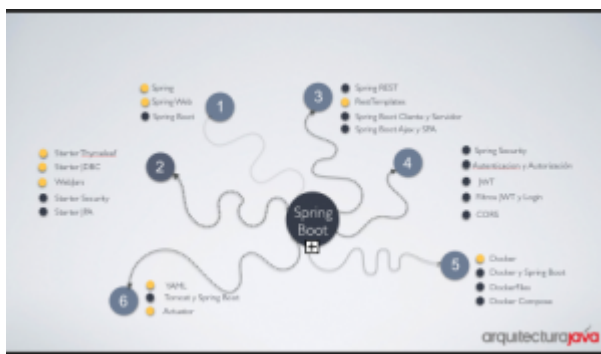 1
Spring
Spring Web
Spring Boot
2
Starter Thymeleaf
Starter JDBC
WebJars
Starter Security
Starter JPA
3
Spring REST
RestTemplates
Spring Boot Cliente y Servidor
Spring Boot Ajax y SPA
4
Spring Security
Autenticacion y Autorización
JWT
Filtros JWT y Login
CORS
Spring
Boot
5
Docker
Docker y Spring Boot
DockerFiles
Docker Compose
6
YAML
Tomcat y Spring Boot
Actuator
arquitecturajava